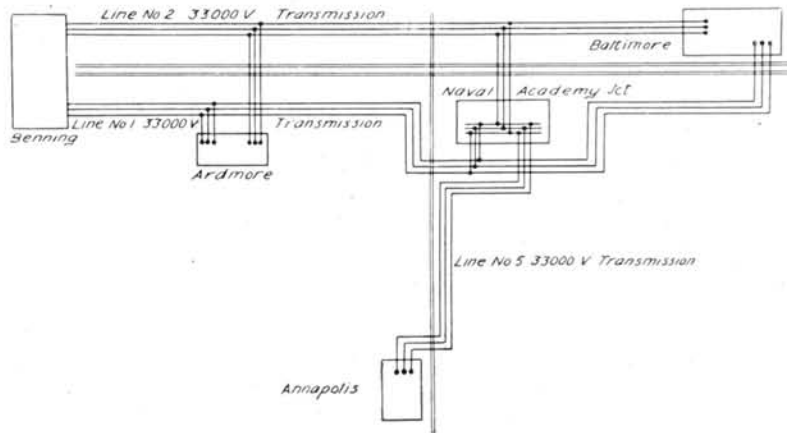 Line No 2 33000 V Transmission
Baltimore
Naval Academy Jct
Line No 1 33000 V Transmission
Benning
Ardmore
Line No 5 33000 V Transmission
Annapolis